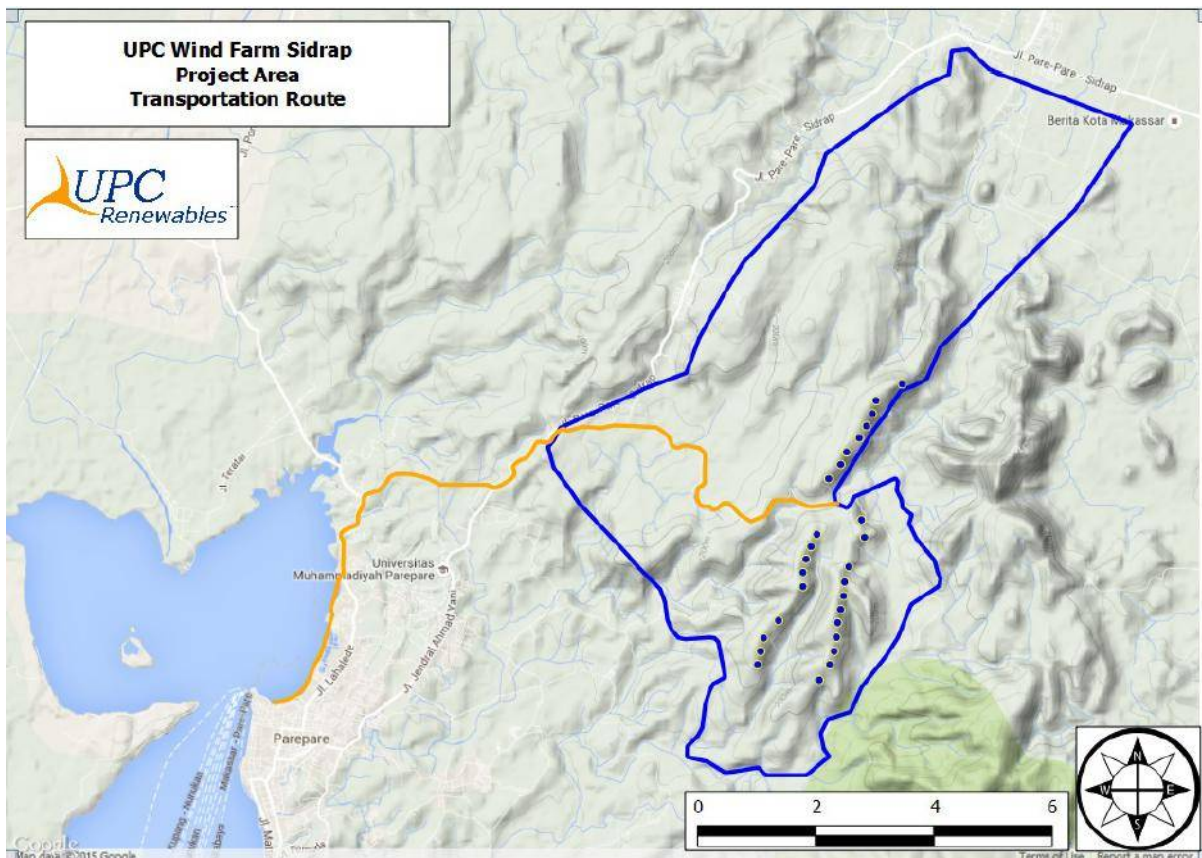 UPC Wind Farm Sidrap
Project Area
Transportation Route
UPC
Renewables
Jl. Pare-Pare - Sidrap
Berita Kota Makassar
Jl. Pare-Pare - Sidrap
Jl. Teratai
Universitas
Muhammadiyah Parepare
Jl. Jendral Ahmad Yani
Jl. Lahalede
Parepare
Makassar - Pare-Pare
0 2 4 6
N
W E
S
Google
Map data ©2015 Google
Terms of Use Report a map error